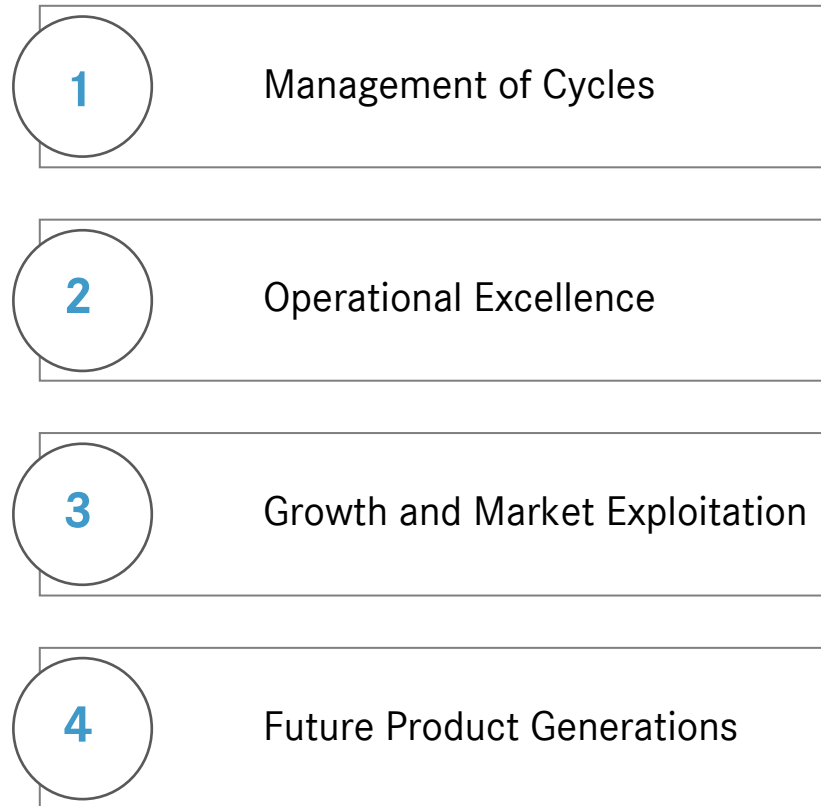 1
Management of Cycles
2
Operational Excellence
3
Growth and Market Exploitation
4
Future Product Generations